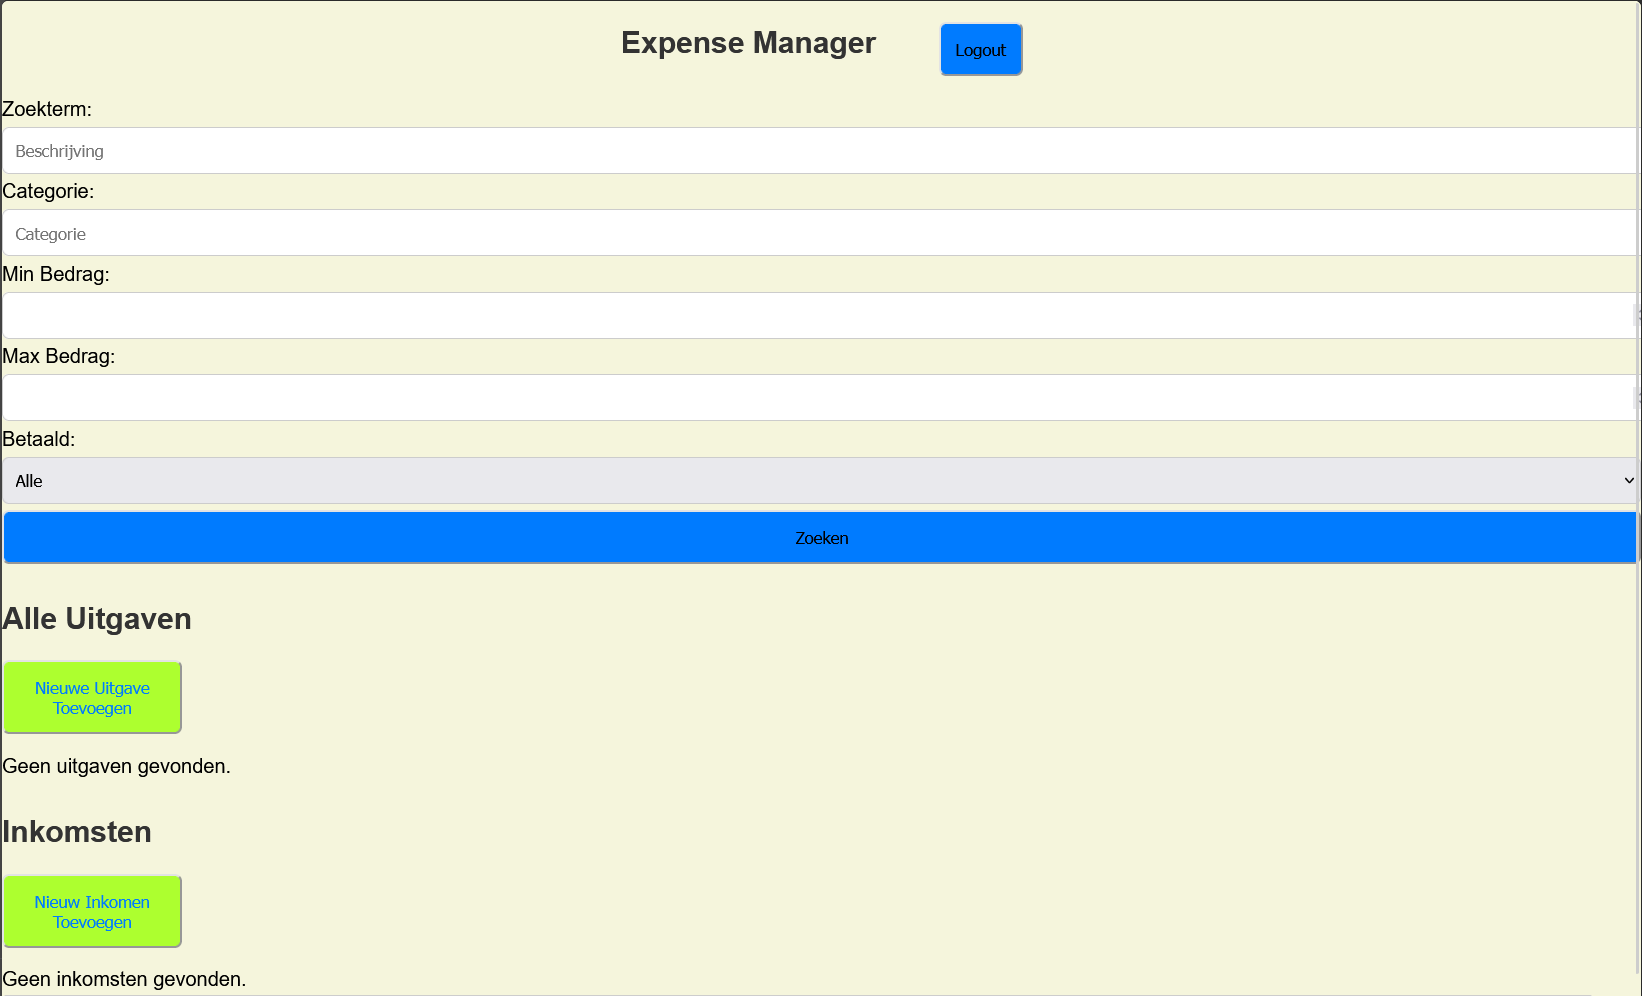 Expense Manager
Logout
Zoekterm:
Beschrijving
Categorie:
Categorie
Min Bedrag:
Max Bedrag:
Betaald:
Alle
Zoeken
Alle Uitgaven
Nieuwe Uitgave
Toevoegen
Geen uitgaven gevonden.
Inkomsten
Nieuw Inkomen
Toevoegen
Geen inkomsten gevonden.